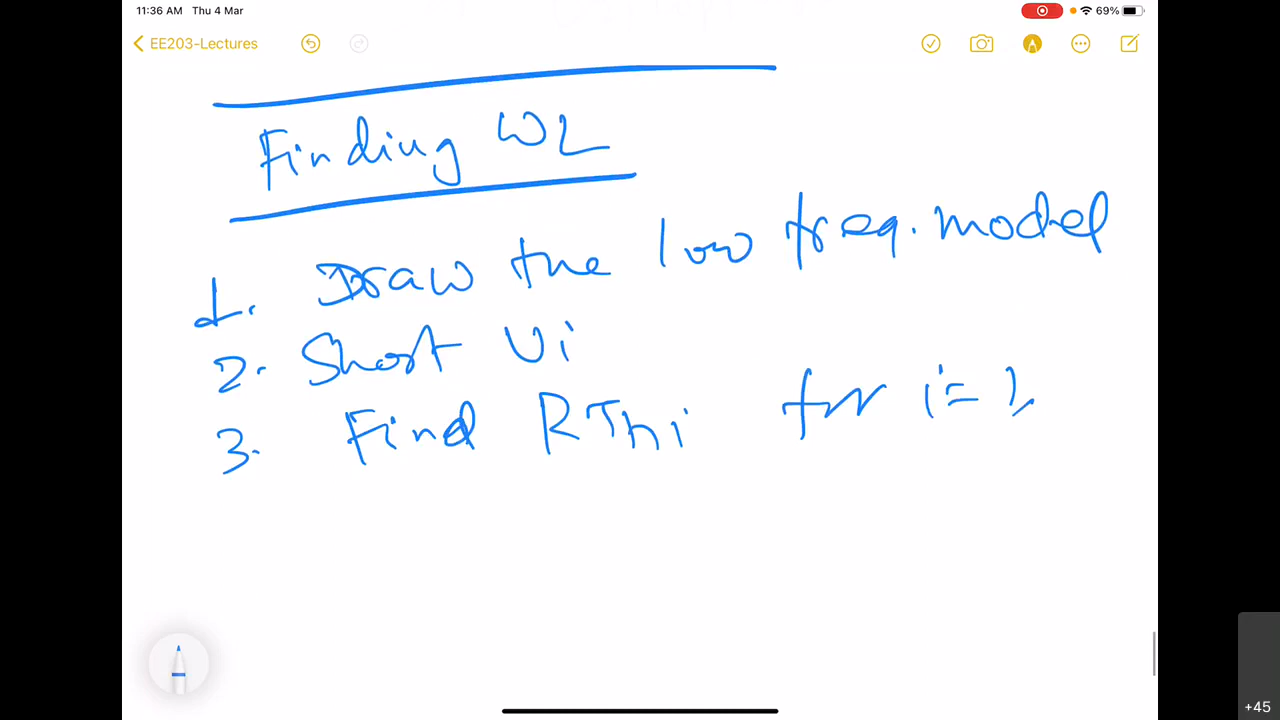 11:36 AM Thu 4 Mar
69%
EE203-Lectures
Finding WL
1. Draw the low freq. model
2. Short Vi
3. Find RThi for i = 1,
+45